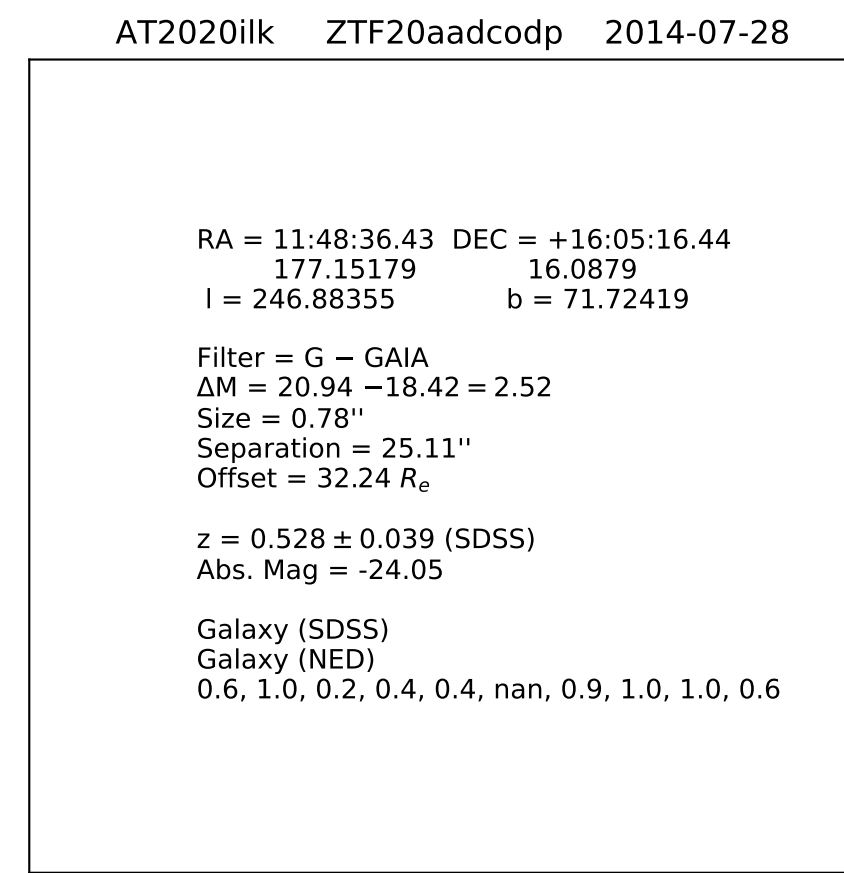 AT2020ilk ZTF20aadcodp 2014-07-28
RA = 11:48:36.43 DEC = +16:05:16.44
177.15179 16.0879
l = 246.88355 b = 71.72419
Filter = G − GAIA
ΔM = 20.94 −18.42 = 2.52
Size = 0.78''
Separation = 25.11''
Offset = 32.24 Re
z = 0.528 ± 0.039 (SDSS)
Abs. Mag = -24.05
Galaxy (SDSS)
Galaxy (NED)
0.6, 1.0, 0.2, 0.4, 0.4, nan, 0.9, 1.0, 1.0, 0.6